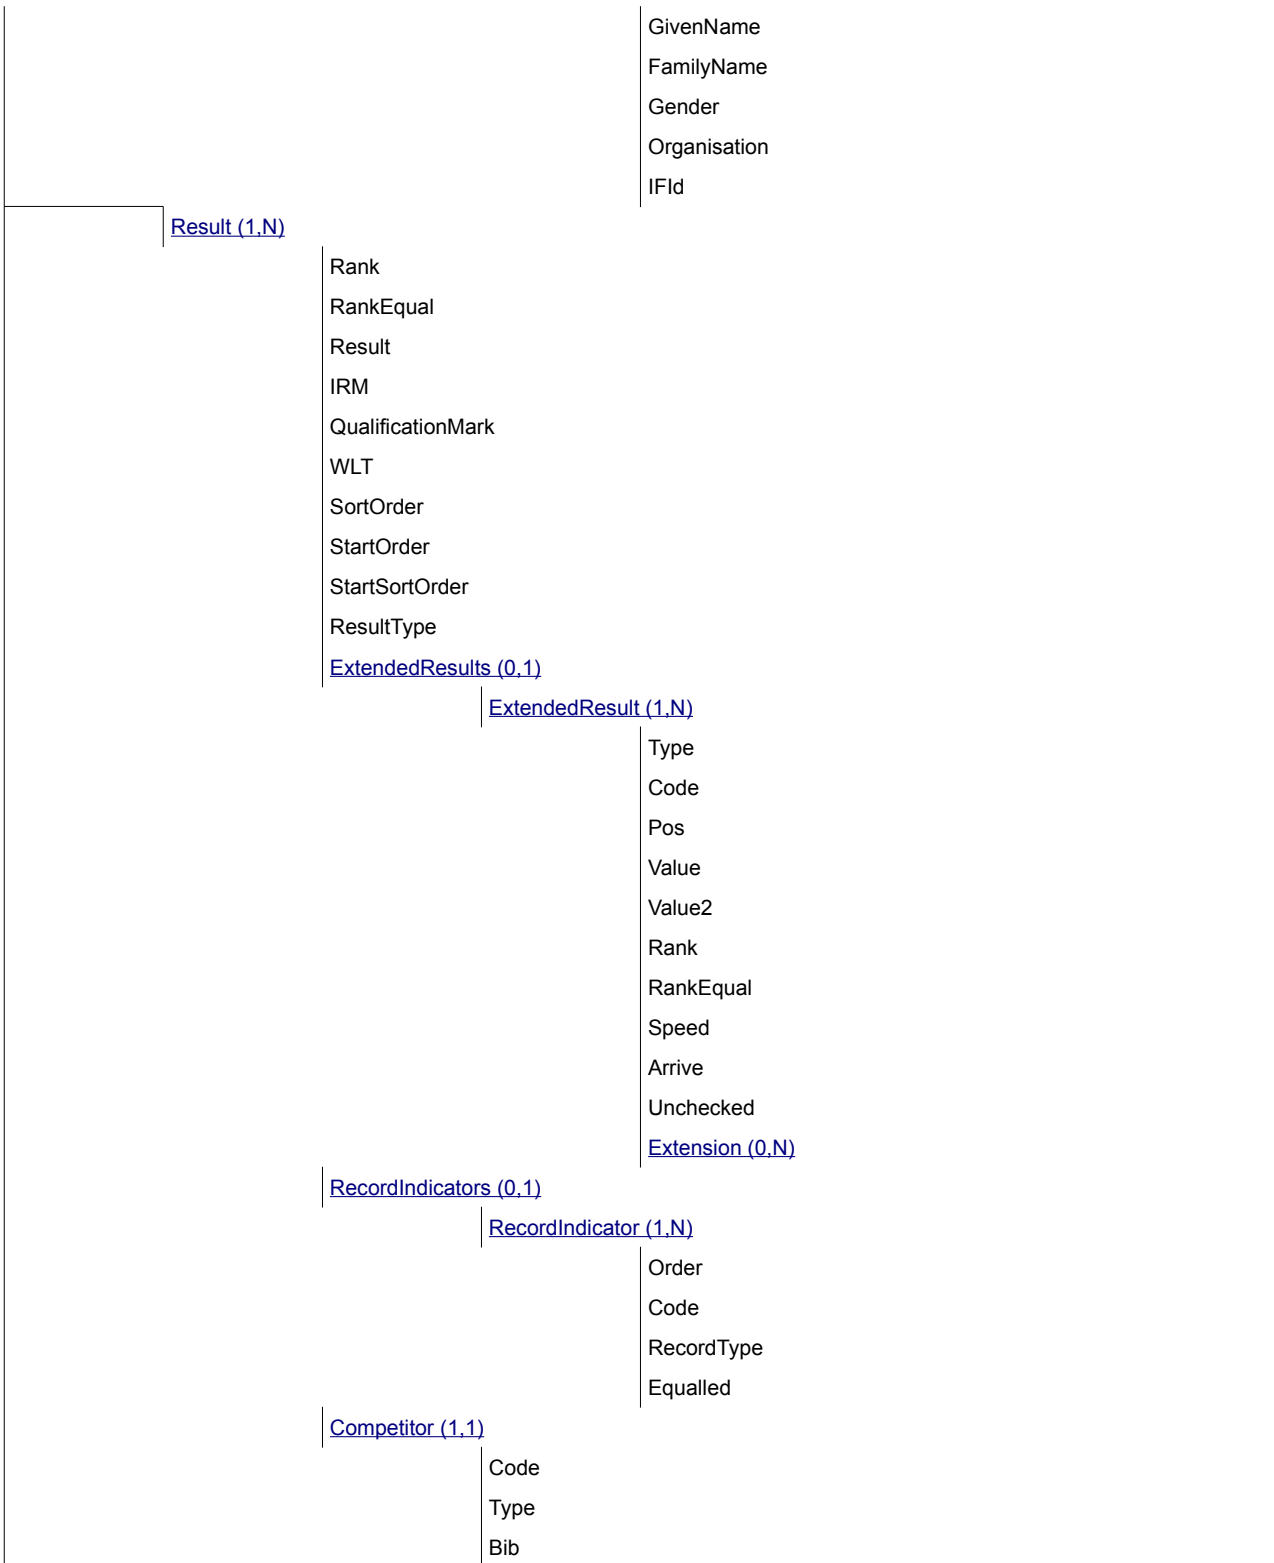 GivenName
FamilyName
Gender
Organisation
IFId
Result (1,N)
Rank
RankEqual
Result
IRM
QualificationMark
WLT
SortOrder
StartOrder
StartSortOrder
ResultType
ExtendedResults (0,1)
ExtendedResult (1,N)
Type
Code
Pos
Value
Value2
Rank
RankEqual
Speed
Arrive
Unchecked
Extension (0,N)
RecordIndicators (0,1)
RecordIndicator (1,N)
Order
Code
RecordType
Equalled
Competitor (1,1)
Code
Type
Bib